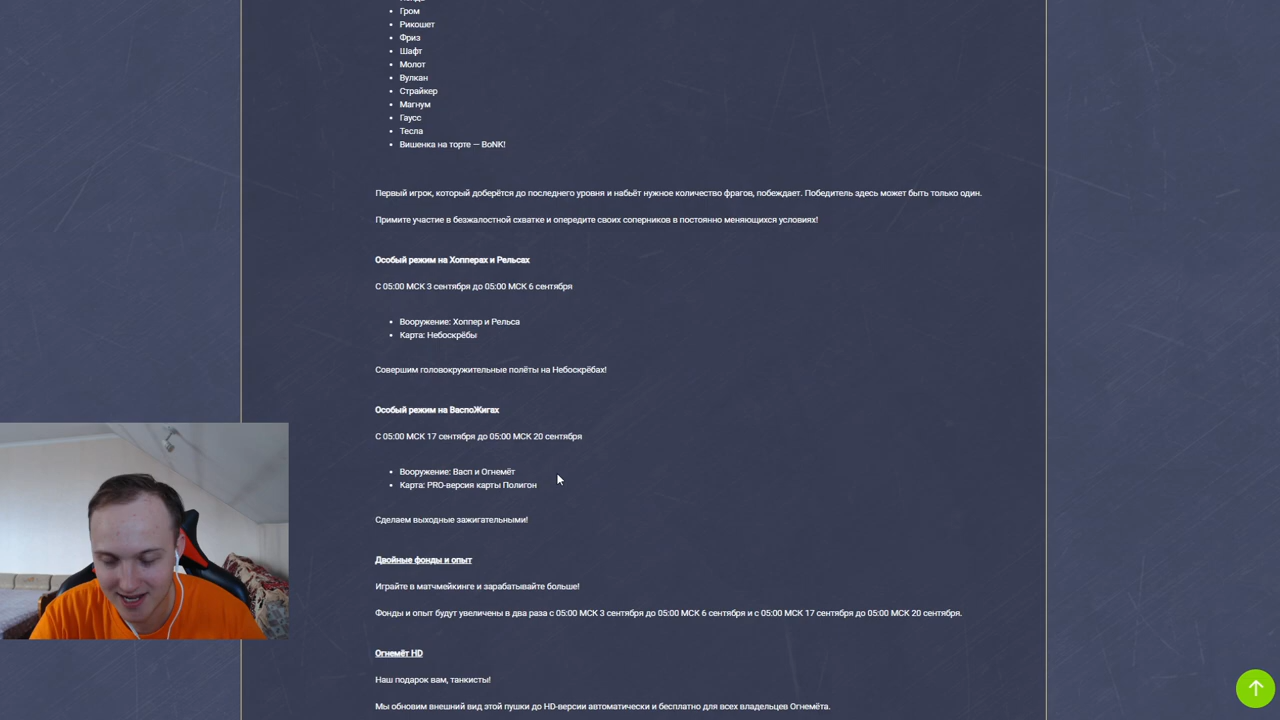 Гром
Рикошет
Фриз
Шафт
Молот
Вулкан
Страйкер
Магнум
Гаусс
Тесла
Вишенка на торте — BoNK!
Первый игрок, который доберётся до последнего уровня и набьёт нужное количество фрагов, побеждает. Победитель здесь может быть только один.
Примите участие в безжалостной схватке и опередите своих соперников в постоянно меняющихся условиях!
Особый режим на Хопперах и Рельсах
С 05:00 МСК 3 сентября до 05:00 МСК 6 сентября
Вооружение: Хоппер и Рельса
Карта: Небоскрёбы
Совершим головокружительные полёты на Небоскрёбах!
Особый режим на ВаспоЖигах
С 05:00 МСК 17 сентября до 05:00 МСК 20 сентября
Вооружение: Васп и Огнемёт
Карта: PRO-версия карты Полигон
Сделаем выходные зажигательными!
Двойные фонды и опыт
Играйте в матчмейкинге и зарабатывайте больше!
Фонды и опыт будут увеличены в два раза с 05:00 МСК 3 сентября до 05:00 МСК 6 сентября и с 05:00 МСК 17 сентября до 05:00 МСК 20 сентября.
Огнемёт HD
Наш подарок вам, танкисты!
Мы обновим внешний вид этой пушки до HD-версии автоматически и бесплатно для всех владельцев Огнемёта.